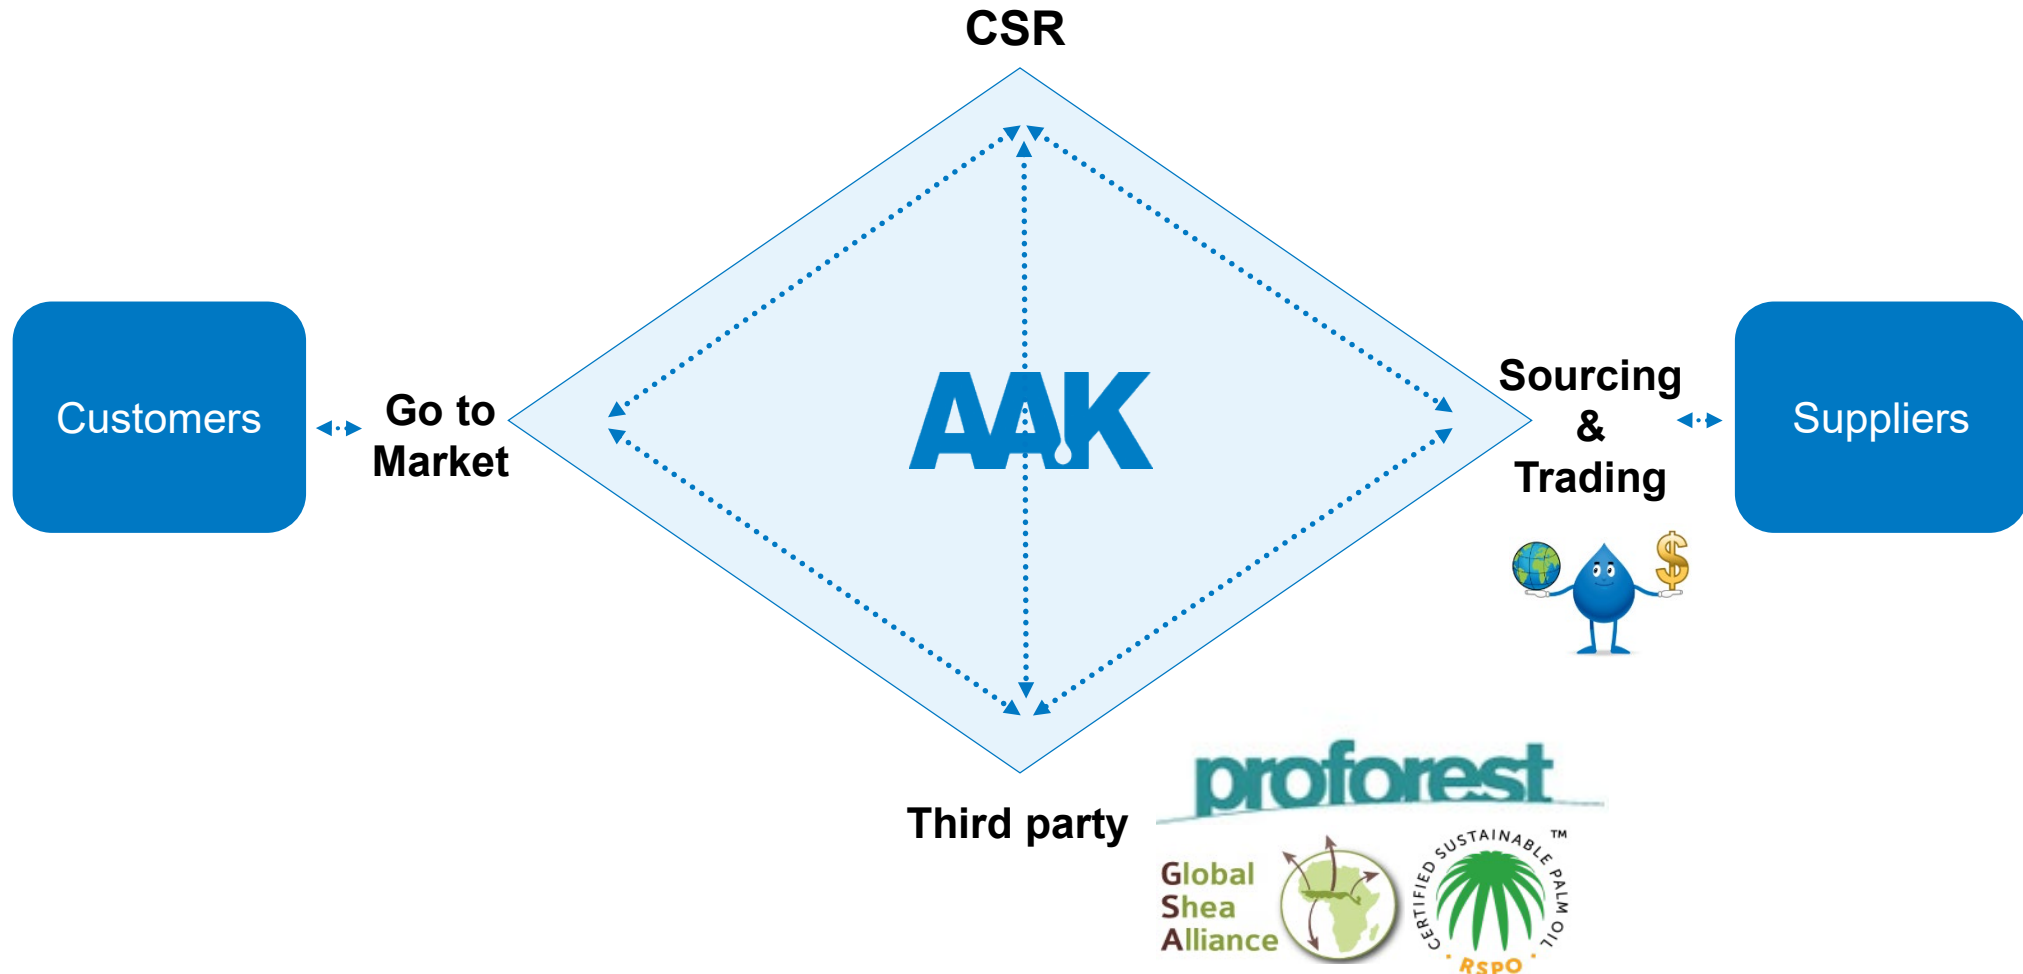 CSR
Customers
Go to
Market
AAK
Sourcing
&
Trading
Suppliers
$
Third party
proforest
Global
Shea
Alliance
CERTIFIED SUSTAINABLE PALM OIL
TM
RSPO